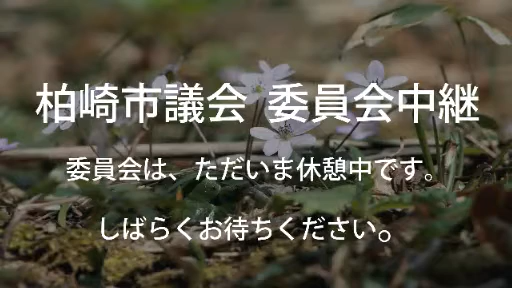 柏崎市議会 委員会中継
委員会は、ただいま休憩中です。
しばらくお待ちください。